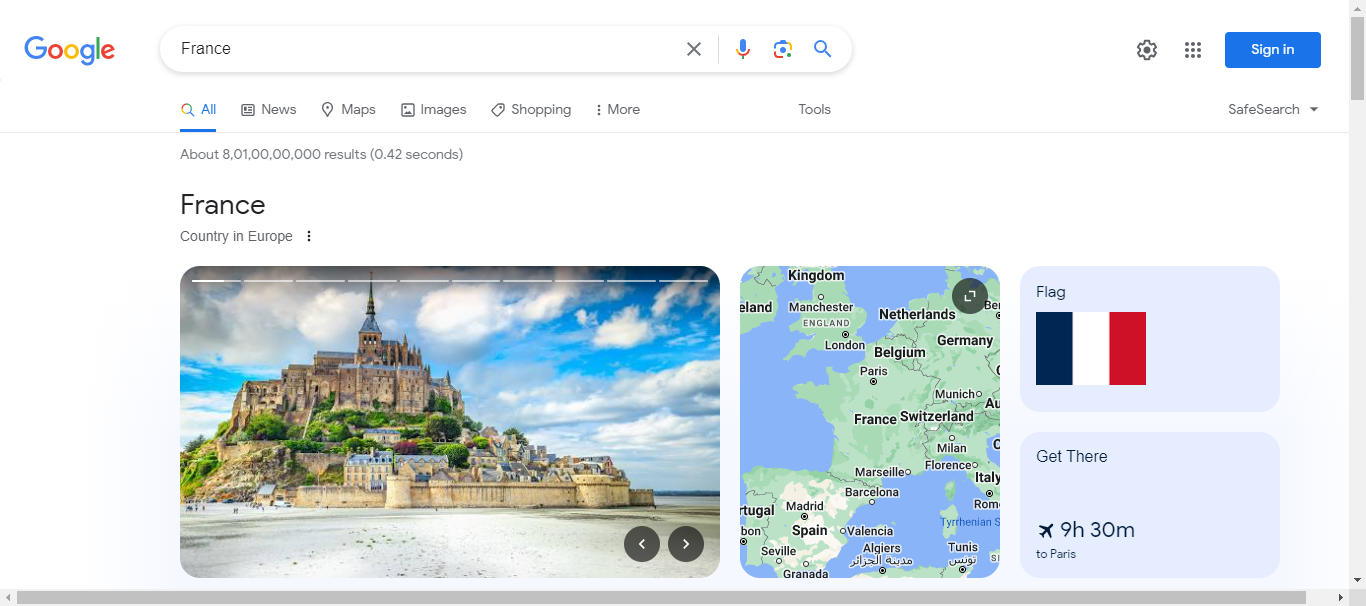 Google
France
Sign in
All
News
Maps
Images
Shopping
More
Tools
SafeSearch
About 8,01,00,00,000 results (0.42 seconds)
France
Country in Europe
Kingdom
eland
Manchester
ENGLAND
Netherlands
Ber
London
Germany
Belgium
Paris
Munich
Au
France
Switzerland
Milan
Marseille
Florence
Italy
Barcelona
Rom
rtugal
Madrid
Tyrrhenian S
bon
Spain
Valencia
Seville
Algiers
مدينة الجزائر
Tunis
تونس
Granada
Flag
Get There
9h 30m
to Paris